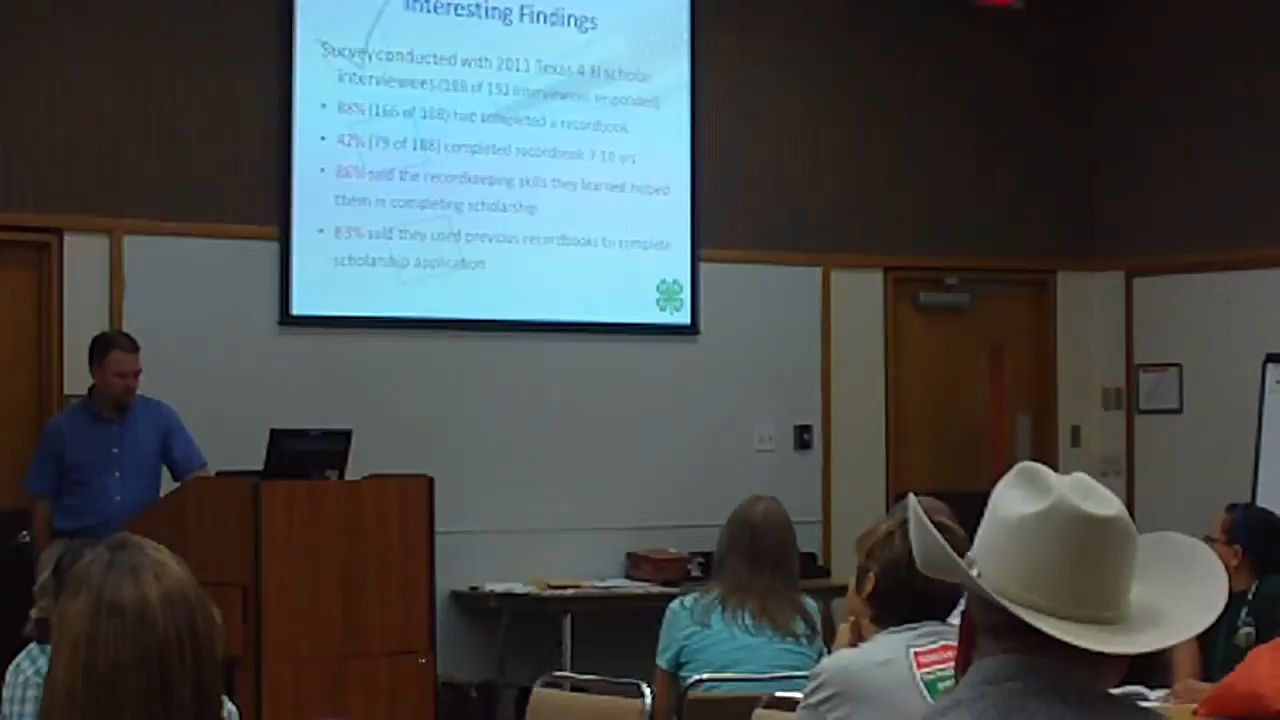 Interesting Findings
Survey conducted with 2011 Texas 4-H scholar
interviewees (188 of 192 interviewees responded)
• 88% (166 of 188) had completed a recordbook
• 42% (79 of 188) completed recordbook 7-10 yrs
• 86% said the recordkeeping skills they learned helped
them in completing scholarship
• 83% said they used previous recordbooks to complete
scholarship application